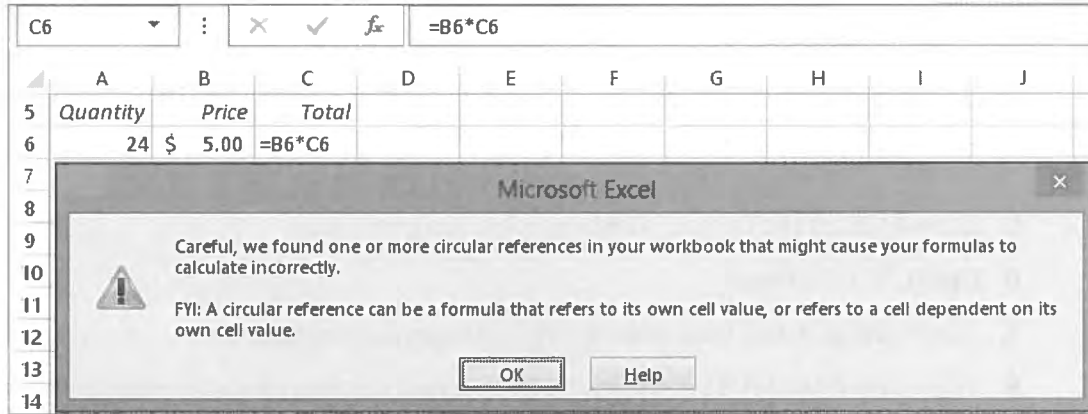 C6 fx =B6*C6
A B C D E F G H I J
5 Quantity Price Total
6 24 $ 5.00 =B6*C6
7
Microsoft Excel
8
9
Careful, we found one or more circular references in your workbook that might cause your formulas to
10
calculate incorrectly.
11
FYI: A circular reference can be a formula that refers to its own cell value, or refers to a cell dependent on its
12
own cell value.
13
OK Help
14